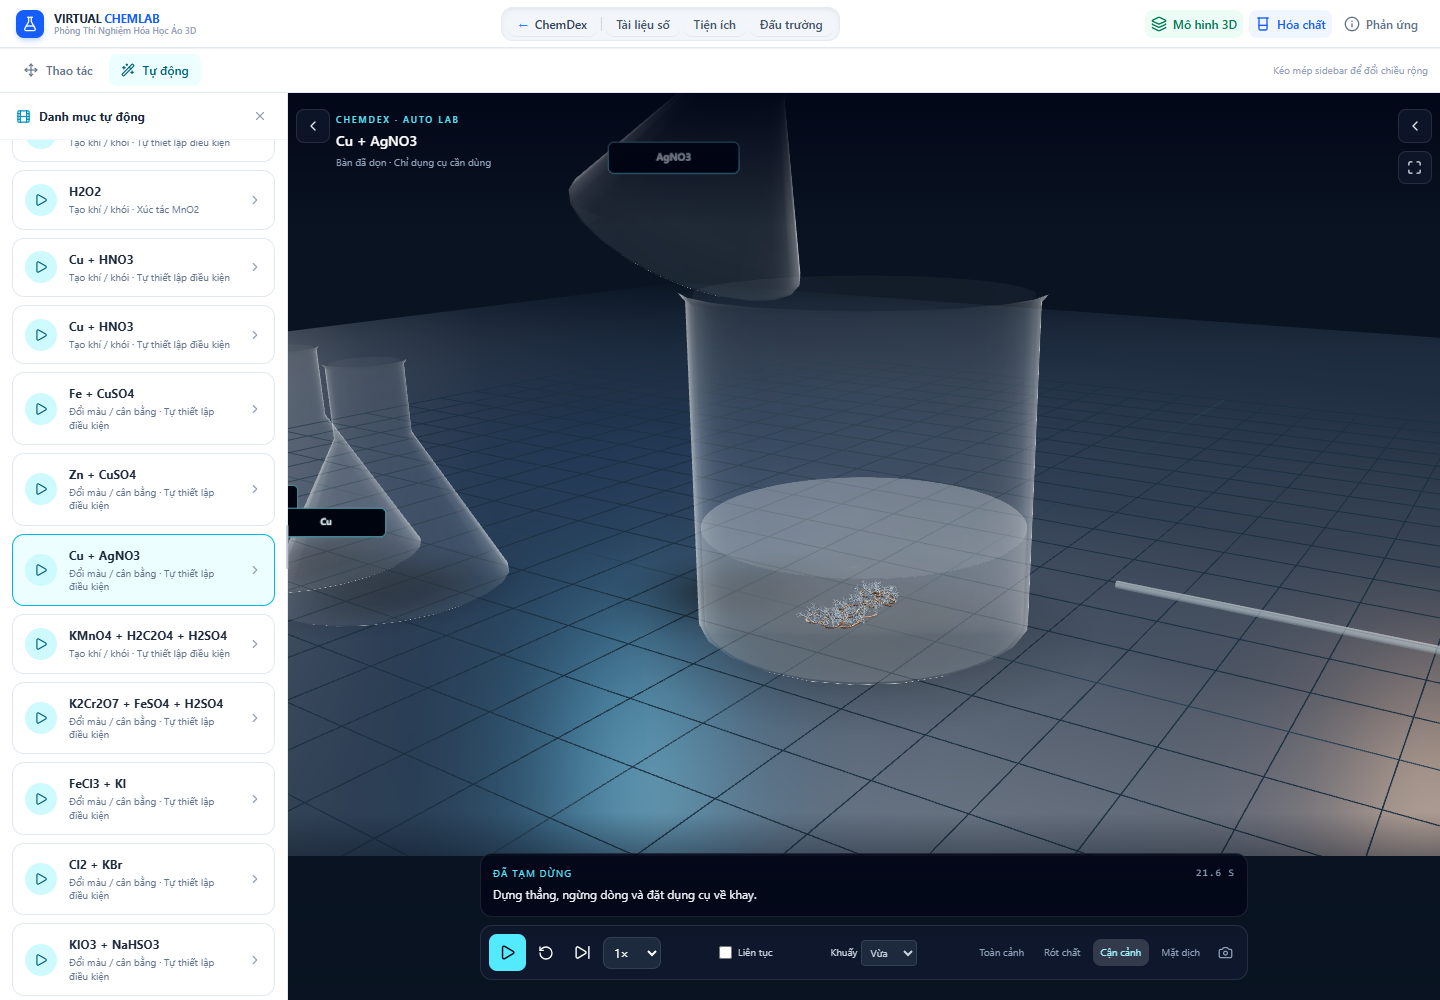 VIRTUAL CHEMLAB
Phòng Thí Nghiệm Hóa Học Ảo 3D
← ChemDex
Tài liệu số
Tiện ích
Đấu trường
Mô hình 3D
Hóa chất
Phản ứng
Thao tác
Tự động
Kéo mép sidebar để đổi chiều rộng
Danh mục tự động
Tạo khí / khói · Tự thiết lập điều kiện
H2O2
Tạo khí / khói · Xúc tác MnO2
Cu + HNO3
Tạo khí / khói · Tự thiết lập điều kiện
Cu + HNO3
Tạo khí / khói · Tự thiết lập điều kiện
Fe + CuSO4
Đổi màu / cân bằng · Tự thiết lập
điều kiện
Zn + CuSO4
Đổi màu / cân bằng · Tự thiết lập
điều kiện
Cu + AgNO3
Đổi màu / cân bằng · Tự thiết lập
điều kiện
KMnO4 + H2C2O4 + H2SO4
Tạo khí / khói · Tự thiết lập điều kiện
K2Cr2O7 + FeSO4 + H2SO4
Đổi màu / cân bằng · Tự thiết lập
điều kiện
FeCl3 + KI
Đổi màu / cân bằng · Tự thiết lập
điều kiện
Cl2 + KBr
Đổi màu / cân bằng · Tự thiết lập
điều kiện
KIO3 + NaHSO3
Đổi màu / cân bằng · Tự thiết lập
điều kiện
CHEMDEX · AUTO LAB
Cu + AgNO3
Bàn đã dọn · Chỉ dụng cụ cần dùng
AgNO3
Cu
ĐÃ TẠM DỪNG
21.6 S
Dựng thẳng, ngừng dòng và đặt dụng cụ về khay.
1×
Liên tục
Khuấy
Vừa
Toàn cảnh
Rót chất
Cận cảnh
Mặt dịch